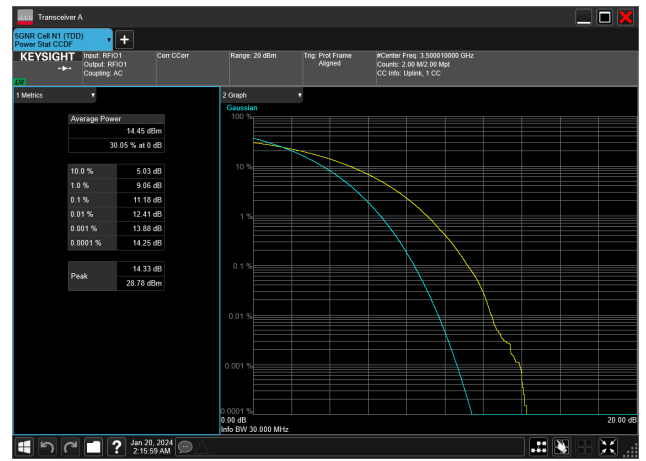 Transceiver A
5GNR Cell N1 (TDD)
Power Stat CCDF
KEYSIGHT
LXI
Input: RFIO1
Output: RFIO1
Coupling: AC
Corr CCorr
Range: 20 dBm
Trig: Prot Frame
Aligned
#Center Freq: 3.500010000 GHz
Counts: 2.00 M/2.00 Mpt
CC Info: Uplink, 1 CC
1 Metrics
Average Power
14.45 dBm
30.05 % at 0 dB
10.0 % 5.03 dB
1.0 % 9.06 dB
0.1 % 11.18 dB
0.01 % 12.41 dB
0.001 % 13.88 dB
0.0001 % 14.25 dB
Peak
14.33 dB
28.78 dBm
2 Graph
Gaussian
100 %
10 %
1 %
0.1 %
0.01 %
0.001 %
0.0001 %
0.00 dB
20.00 dB
Info BW 30.000 MHz
?
Jan 20, 2024
2:15:59 AM